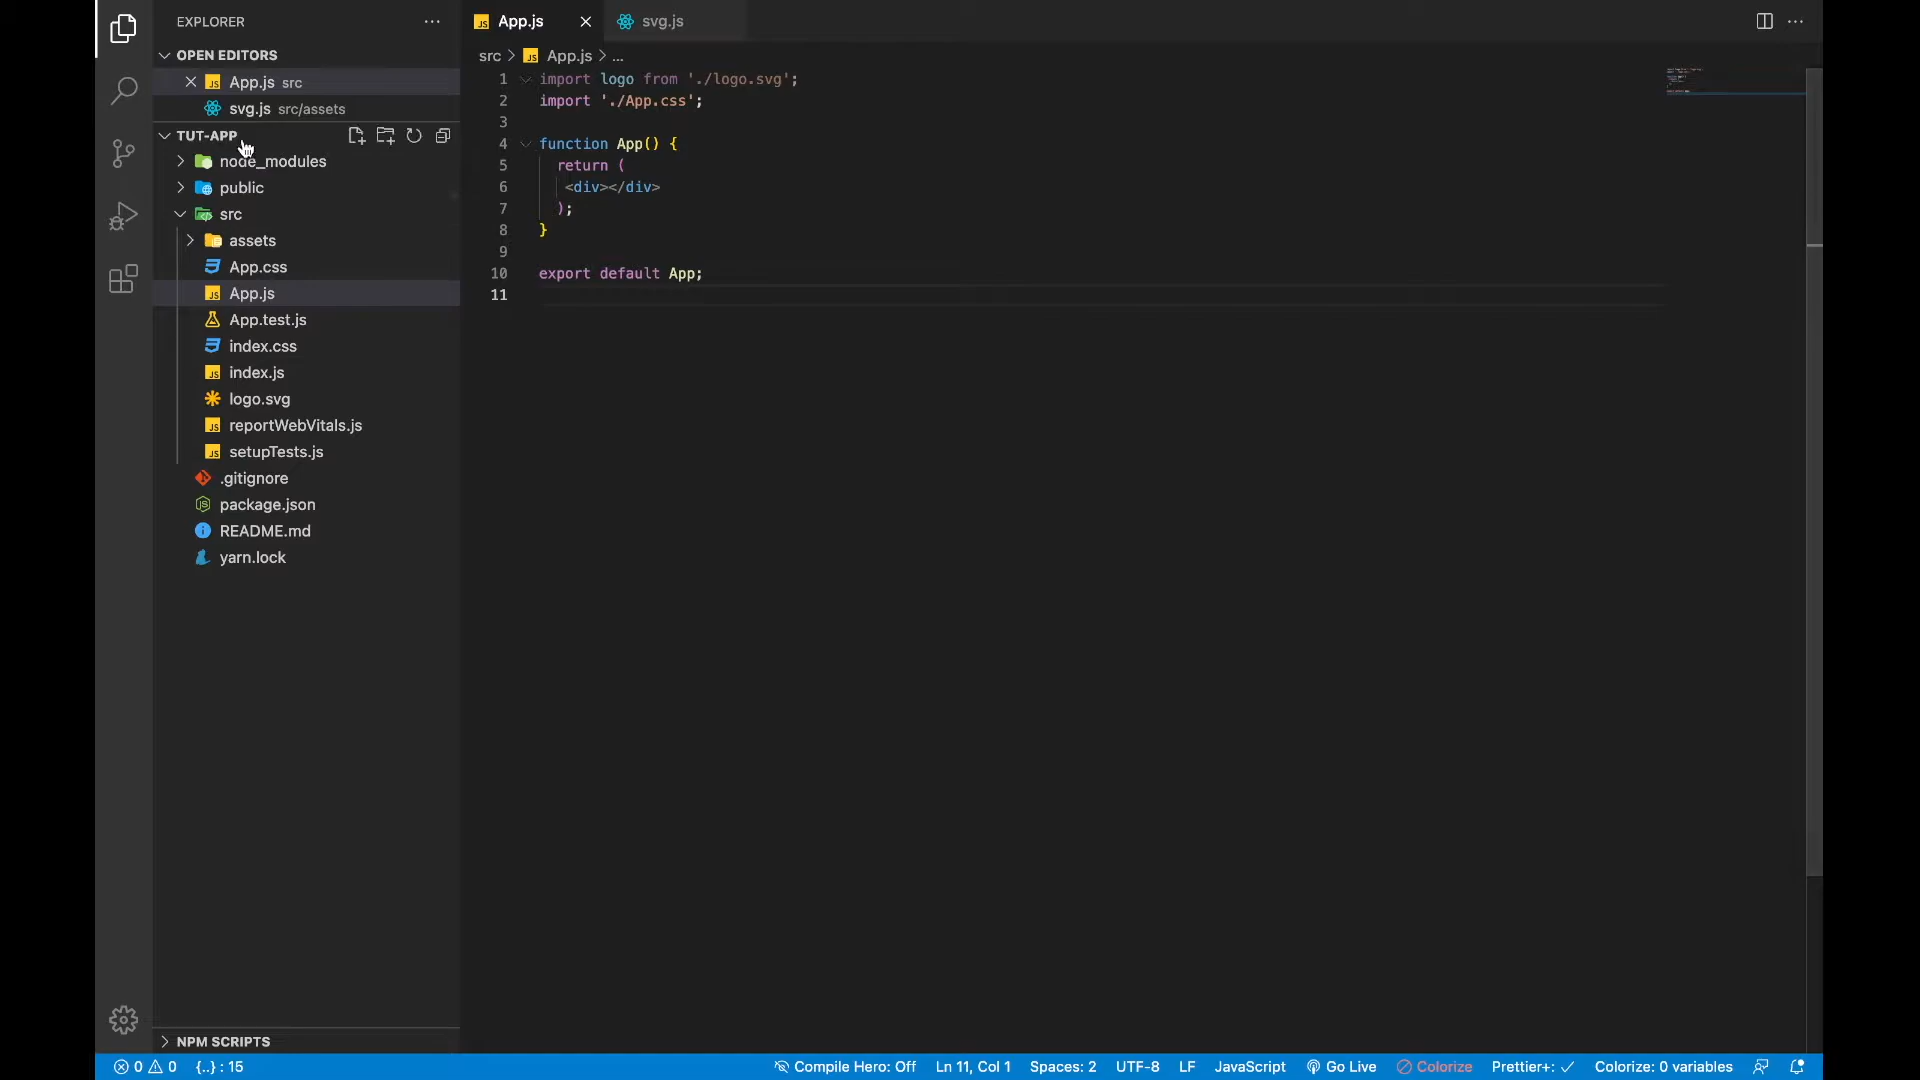 EXPLORER
OPEN EDITORS
App.js src
svg.js src/assets
TUT-APP
node_modules
public
src
assets
App.css
App.js
App.test.js
index.css
index.js
logo.svg
reportWebVitals.js
setupTests.js
.gitignore
package.json
README.md
yarn.lock
NPM SCRIPTS
App.js
svg.js
src > App.js > ...
1 import logo from './logo.svg';
2 import './App.css';
3
4 function App() {
5 return (
6 <div></div>
7 );
8 }
9
10 export default App;
11
0 0 {..} : 15 Compile Hero: Off Ln 11, Col 1 Spaces: 2 UTF-8 LF JavaScript Go Live Colorize Prettier+: ✓ Colorize: 0 variables